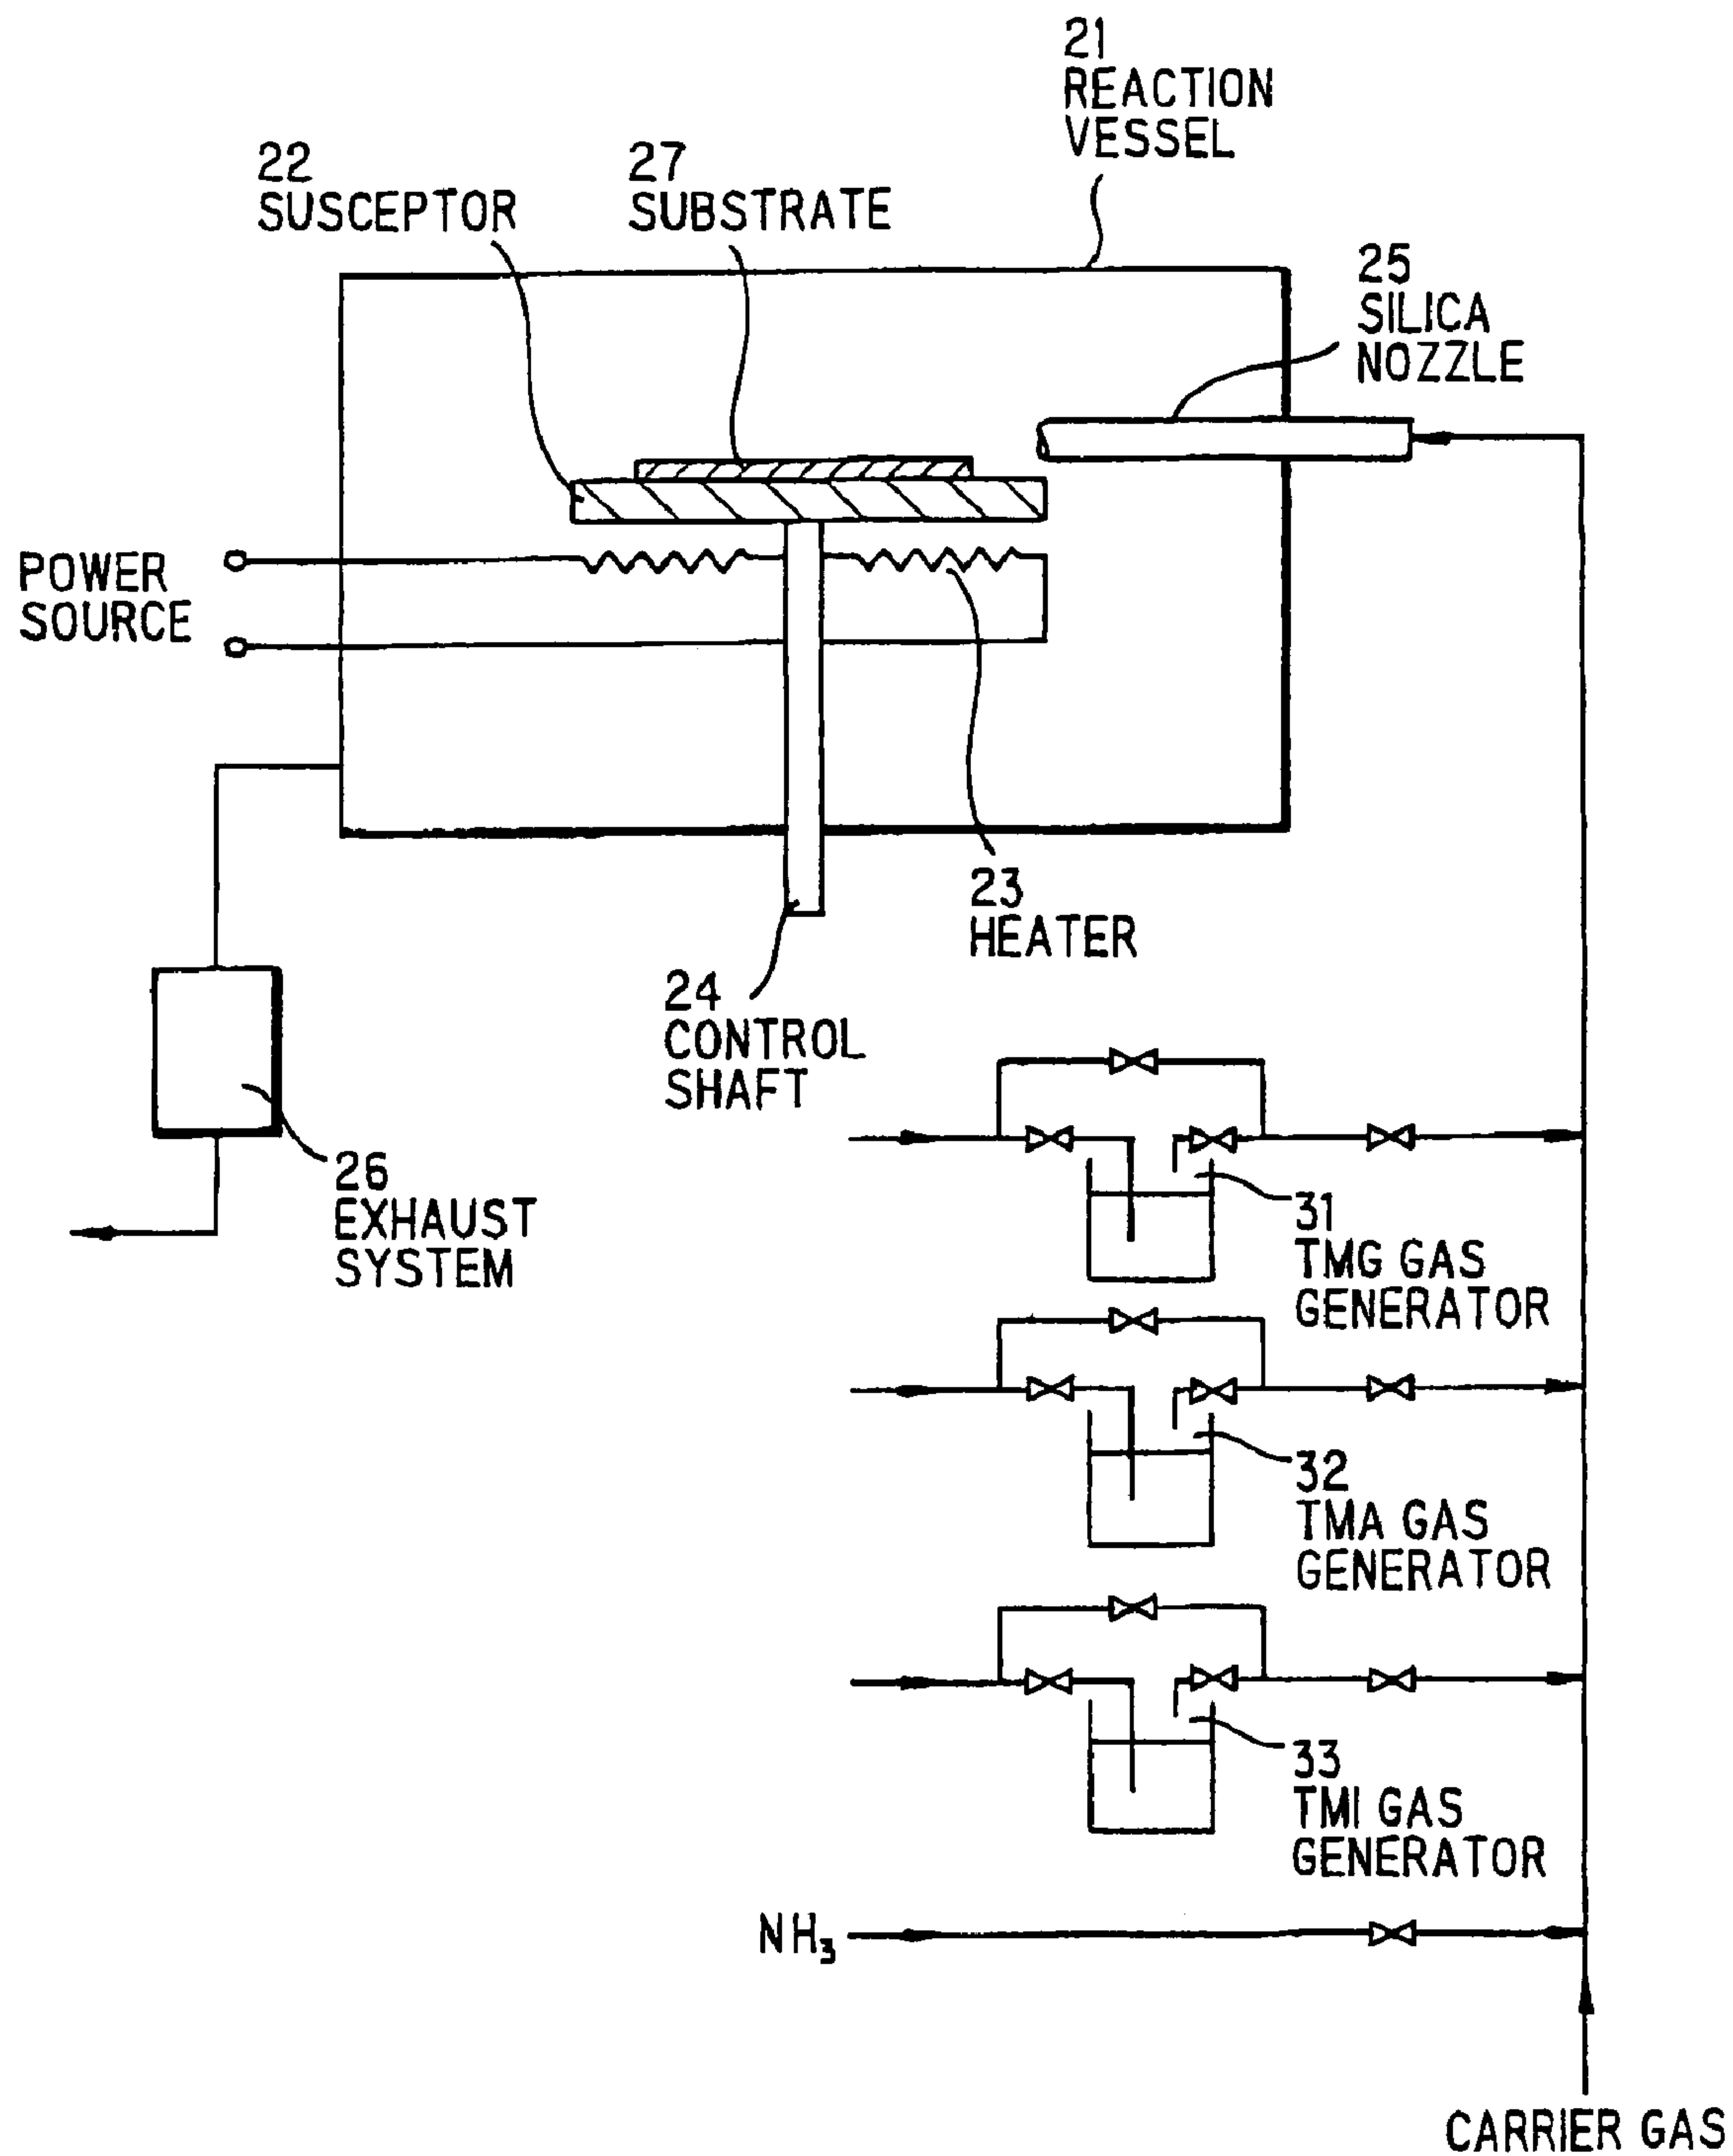 21
REACTION
VESSEL
22
SUSCEPTOR
27
SUBSTRATE
25
SILICA
NOZZLE
POWER
SOURCE
23
HEATER
24
CONTROL
SHAFT
26
EXHAUST
SYSTEM
31
TMG GAS
GENERATOR
32
TMA GAS
GENERATOR
33
TMI GAS
GENERATOR
NH₃
CARRIER GAS